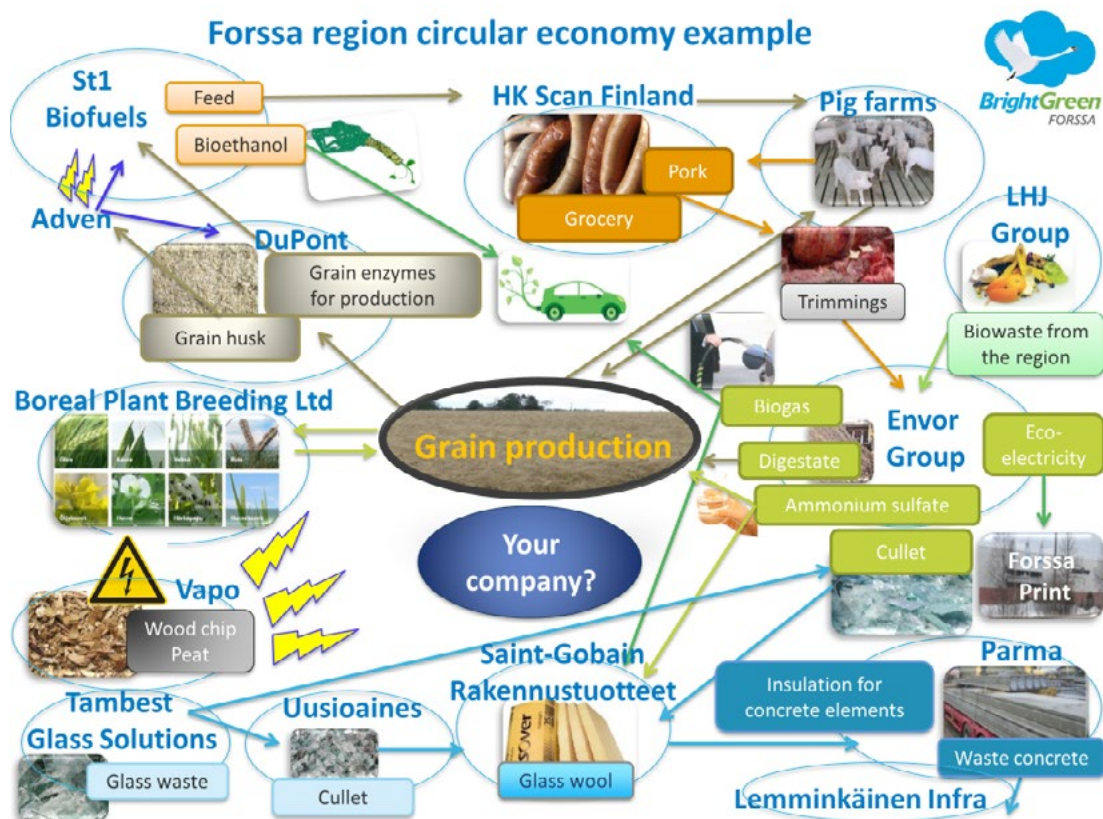 Forssa region circular economy example
BrightGreen
FORSSA
St1
Biofuels
Feed
Bioethanol
HK Scan Finland
Pork
Grocery
Pig farms
LHJ
Group
Adven
DuPont
Grain enzymes
for production
Grain husk
Trimmings
Biowaste from
the region
Boreal Plant Breeding Ltd
Grain production
Biogas
Digestate
Ammonium sulfate
Envor
Group
Eco-
electricity
Cullet
Forssa
Print
Your
company?
Vapo
Wood chip
Peat
Tambest
Glass Solutions
Glass waste
Uusioaines
Cullet
Saint-Gobain
Rakennustuotteet
Glass wool
Insulation for
concrete elements
Parma
Waste concrete
Lemminkäinen Infra